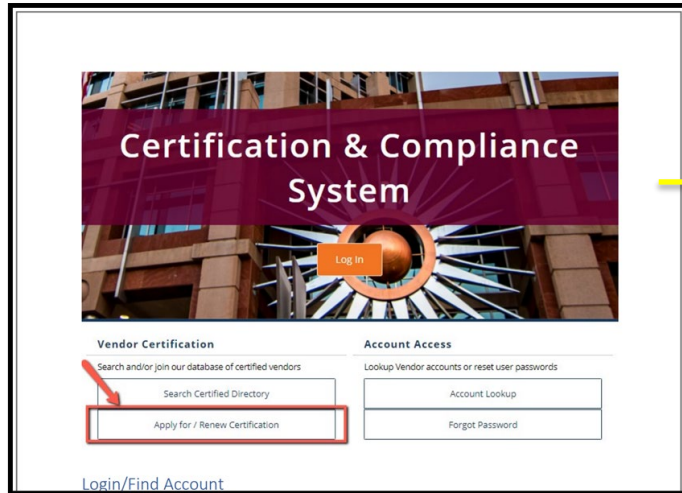 Certification & Compliance
System
Log In
Vendor Certification
Search and/or join our database of certified vendors
Search Certified Directory
Apply for / Renew Certification
Account Access
Lookup Vendor accounts or reset user passwords
Account Lookup
Forgot Password
Login/Find Account